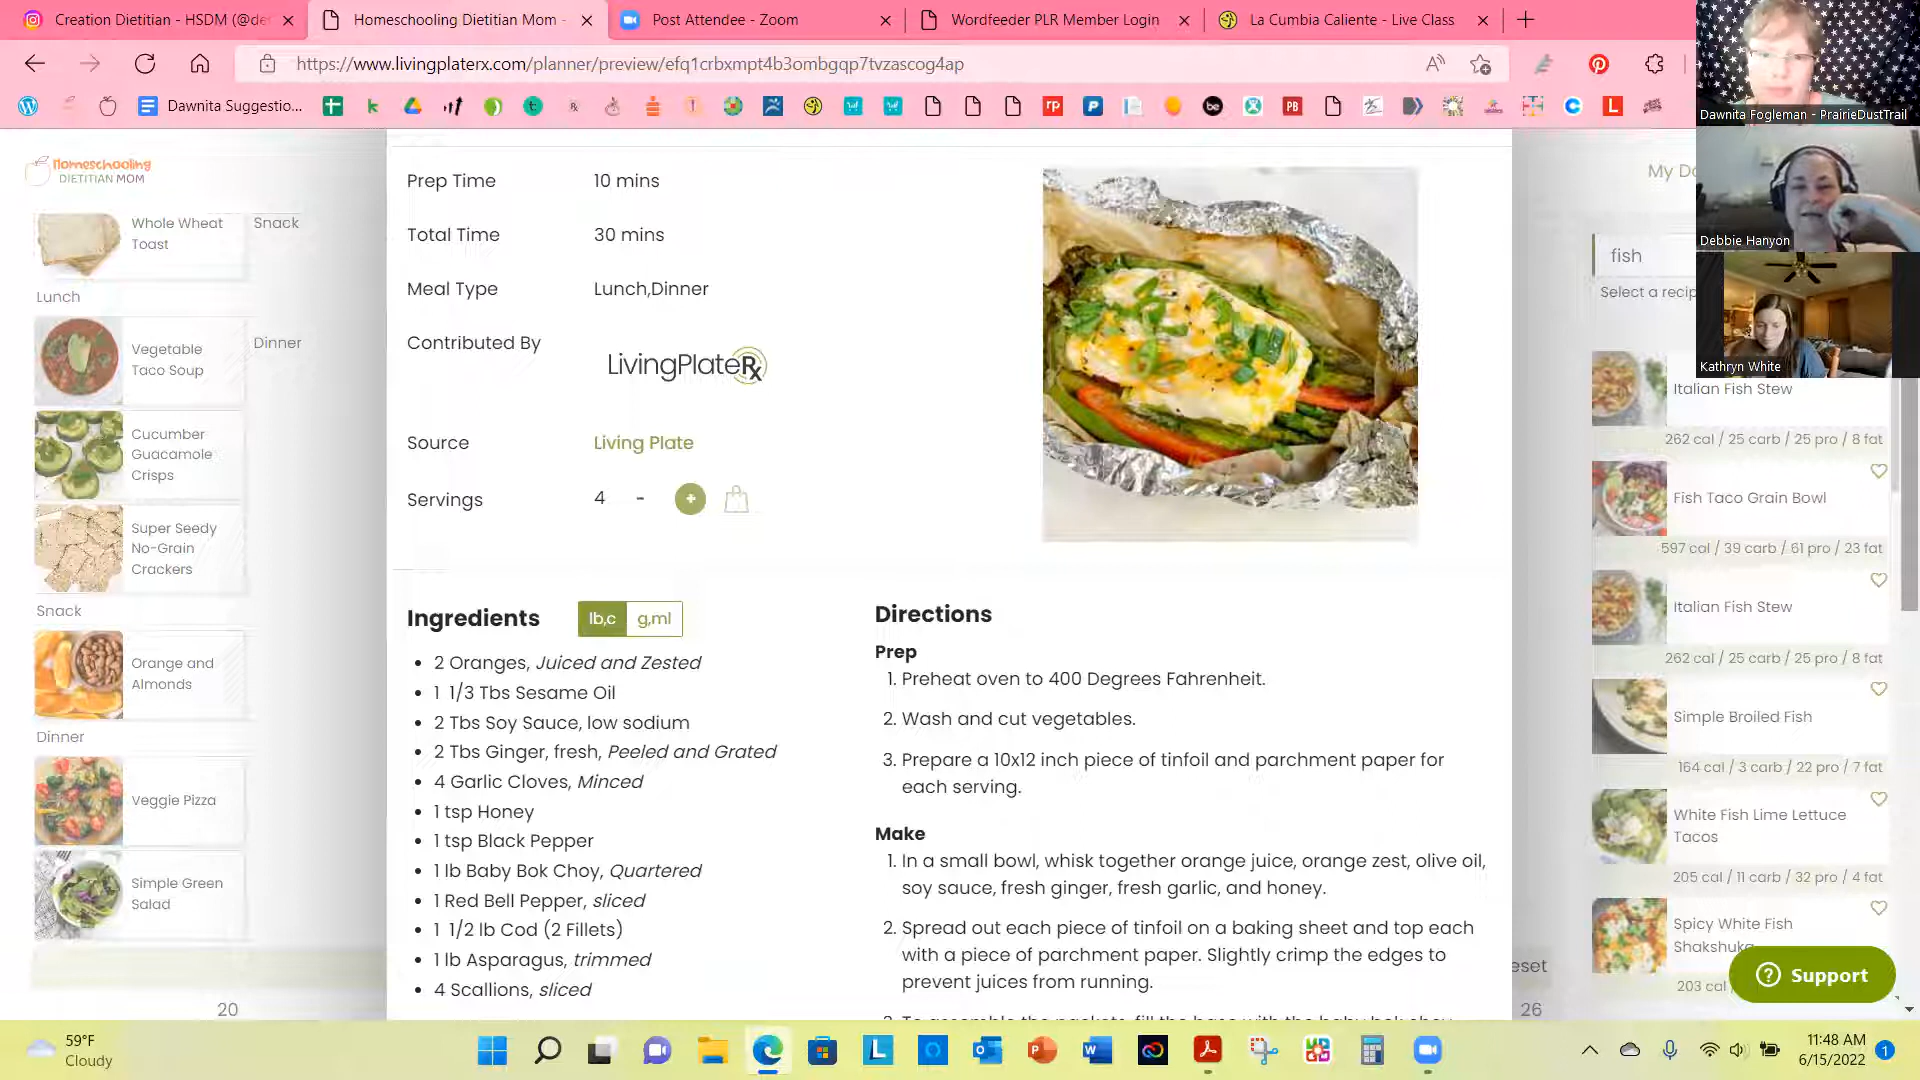 Creation Dietitian - HSDM (@de
Homeschooling Dietitian Mom -
Post Attendee - Zoom
Wordfeeder PLR Member Login
La Cumbia Caliente - Live Class
https://www.livingplaterx.com/planner/preview/efq1crbxmpt4b3ombgqp7tvzascog4ap
Dawnita Suggestio...
Dawnita Fogleman - PrairieDustTrail
Debbie Hanyon
Kathryn White
Homeschooling
DIETITIAN MOM
Whole Wheat
Toast
Snack
Lunch
Vegetable
Taco Soup
Dinner
Cucumber
Guacamole
Crisps
Super Seedy
No-Grain
Crackers
Snack
Orange and
Almonds
Dinner
Veggie Pizza
Simple Green
Salad
20
Prep Time 10 mins
Total Time 30 mins
Meal Type Lunch,Dinner
Contributed By
LivingPlateRx
Source Living Plate
Servings 4 - +
Ingredients lb,c g,ml
2 Oranges, Juiced and Zested
1 1/3 Tbs Sesame Oil
2 Tbs Soy Sauce, low sodium
2 Tbs Ginger, fresh, Peeled and Grated
4 Garlic Cloves, Minced
1 tsp Honey
1 tsp Black Pepper
1 lb Baby Bok Choy, Quartered
1 Red Bell Pepper, sliced
1 1/2 lb Cod (2 Fillets)
1 lb Asparagus, trimmed
4 Scallions, sliced
Directions
Prep
1. Preheat oven to 400 Degrees Fahrenheit.
2. Wash and cut vegetables.
3. Prepare a 10x12 inch piece of tinfoil and parchment paper for
each serving.
Make
1. In a small bowl, whisk together orange juice, orange zest, olive oil,
soy sauce, fresh ginger, fresh garlic, and honey.
2. Spread out each piece of tinfoil on a baking sheet and top each
with a piece of parchment paper. Slightly crimp the edges to
prevent juices from running.
My Da
fish
Select a recip
Italian Fish Stew
262 cal / 25 carb / 25 pro / 8 fat
Fish Taco Grain Bowl
597 cal / 39 carb / 61 pro / 23 fat
Italian Fish Stew
262 cal / 25 carb / 25 pro / 8 fat
Simple Broiled Fish
164 cal / 3 carb / 22 pro / 7 fat
White Fish Lime Lettuce
Tacos
205 cal / 11 carb / 32 pro / 4 fat
Spicy White Fish
Shakshuka
203 cal
eset
26
Support
59°F
Cloudy
11:48 AM
6/15/2022
1